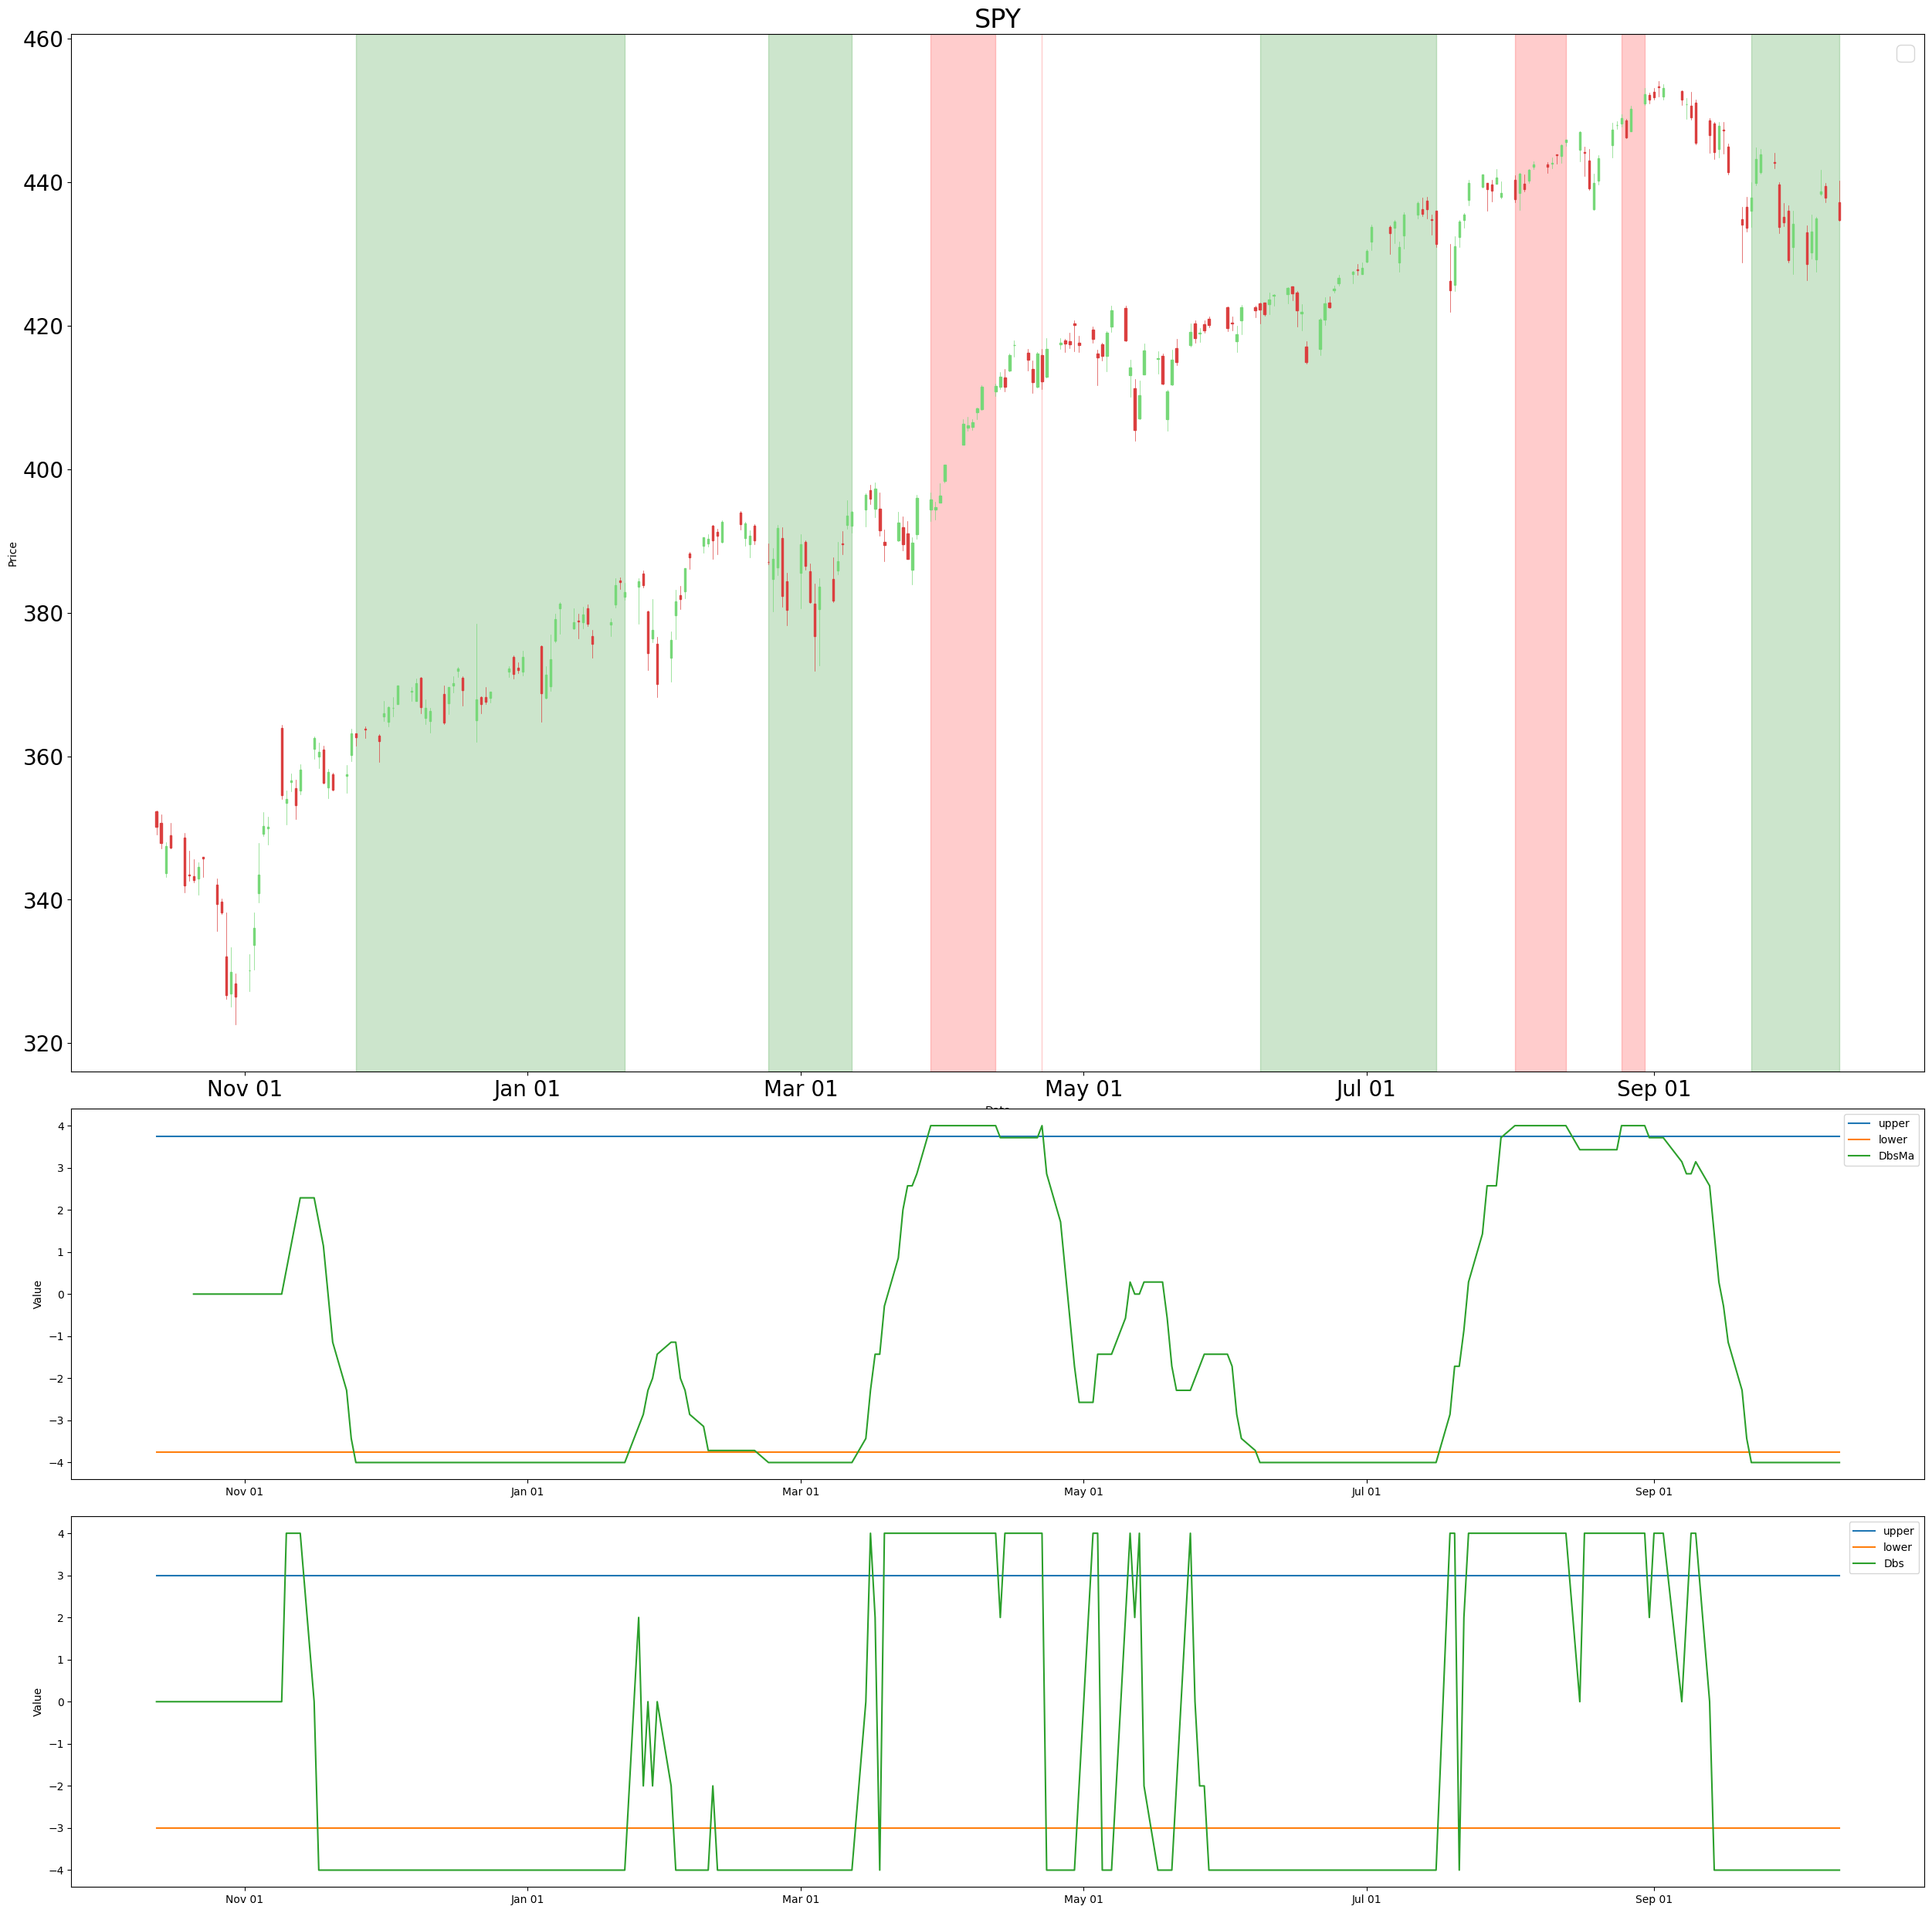 SPY
460
440
420
400
380
360
340
320
Price
Nov 01 Jan 01 Mar 01 May 01 Jul 01 Sep 01
Date
4
3
2
1
0
−1
−2
−3
−4
Value
upper
lower
DbsMa
Nov 01 Jan 01 Mar 01 May 01 Jul 01 Sep 01
4
3
2
1
0
−1
−2
−3
−4
Value
upper
lower
Dbs
Nov 01 Jan 01 Mar 01 May 01 Jul 01 Sep 01